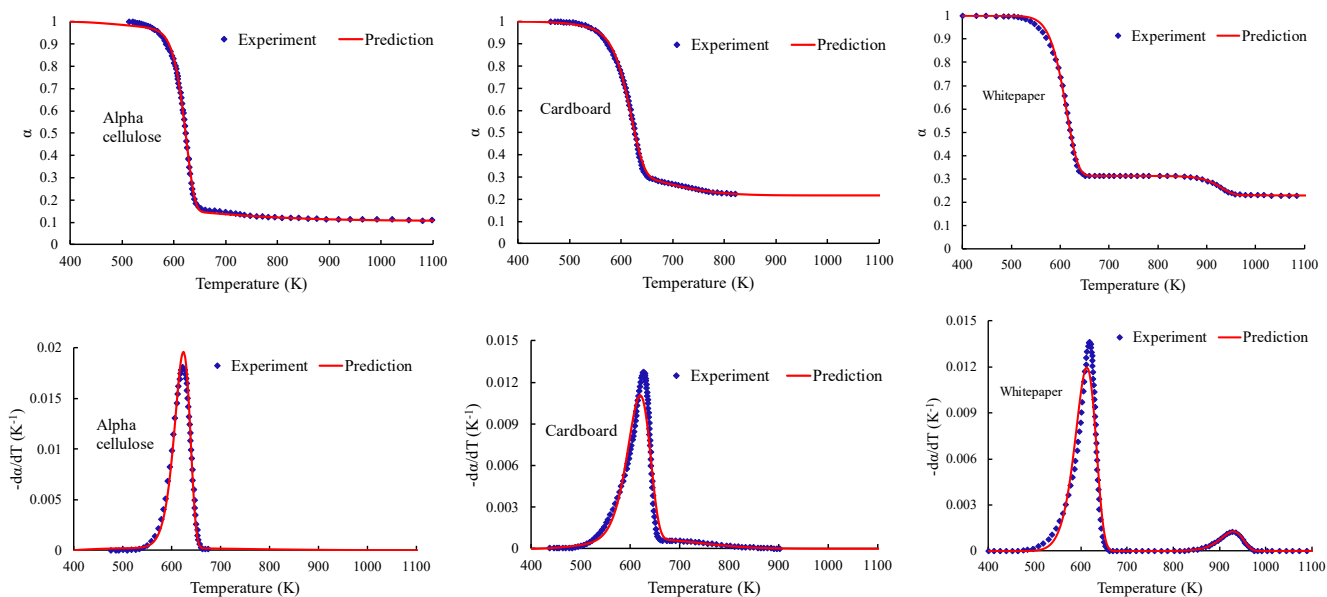 1
0.9
0.8
0.7
0.6
0.5
0.4
0.3
0.2
0.1
0
α
Experiment Prediction
Alpha
cellulose
400 500 600 700 800 900 1000 1100
Temperature (K)
1
0.9
0.8
0.7
0.6
0.5
0.4
0.3
0.2
0.1
0
α
Experiment Prediction
Cardboard
400 500 600 700 800 900 1000 1100
Temperature (K)
1
0.9
0.8
0.7
0.6
0.5
0.4
0.3
0.2
0.1
0
α
Experiment Prediction
Whitepaper
400 500 600 700 800 900 1000 1100
Temperature (K)
0.02
0.015
0.01
0.005
0
-dα/dT (K⁻¹)
Experiment Prediction
Alpha
cellulose
400 500 600 700 800 900 1000 1100
Temperature (K)
0.015
0.012
0.009
0.006
0.003
0
-dα/dT (K⁻¹)
Experiment Prediction
Cardboard
400 500 600 700 800 900 1000 1100
Temperature (K)
0.015
0.012
0.009
0.006
0.003
0
-dα/dT (K⁻¹)
Experiment Prediction
Whitepaper
400 500 600 700 800 900 1000 1100
Temperature (K)